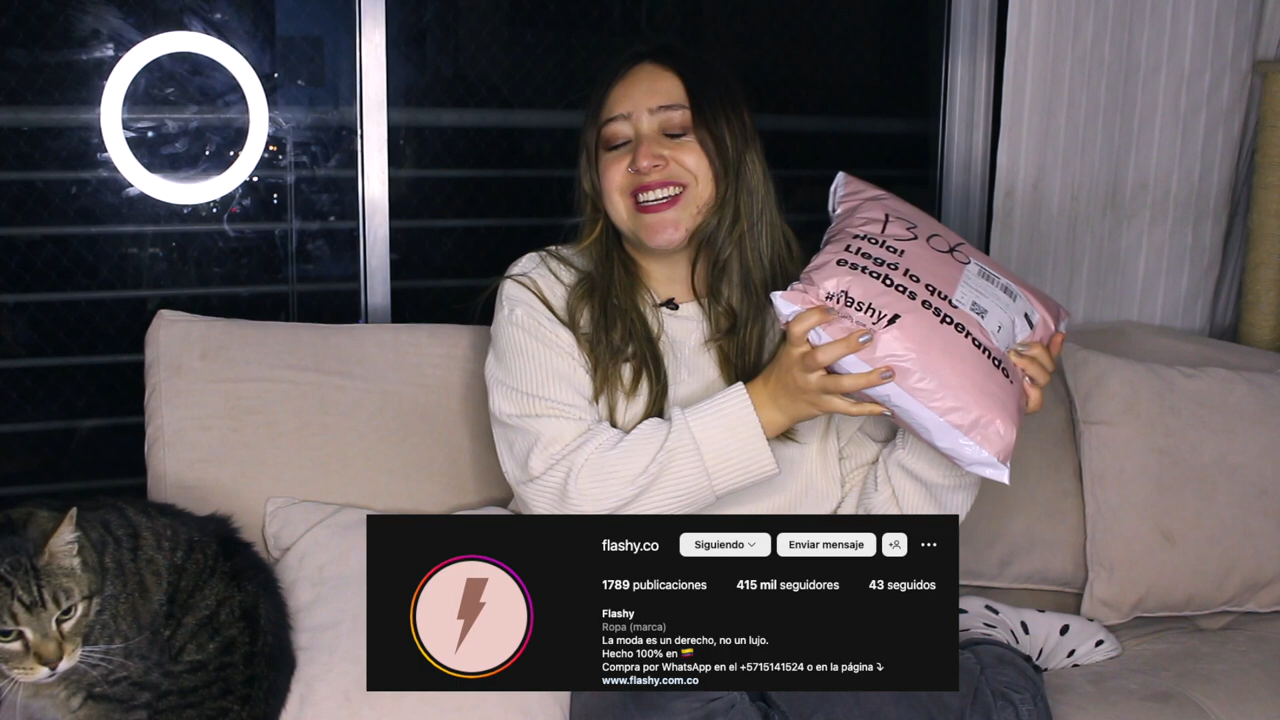 13 06
Hola!
Llegó lo que
estabas esperando.
#flashy
1
flashy.co
Siguiendo
Enviar mensaje
1789 publicaciones
415 mil seguidores
43 seguidos
Flashy
Ropa (marca)
La moda es un derecho, no un lujo.
Hecho 100% en 🇨🇴
Compra por WhatsApp en el +5715141524 o en la página ⤵
www.flashy.com.co